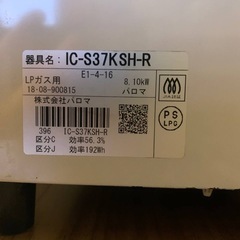 器具名：IC-S37KSH-R
E1-4-16
LPガス用 8.10kW
18-08-900815 パロマ
株式会社パロマ
396 IC-S37KSH-R
区分C 効率56.3%
区分J 効率192Wh
PS
LPG